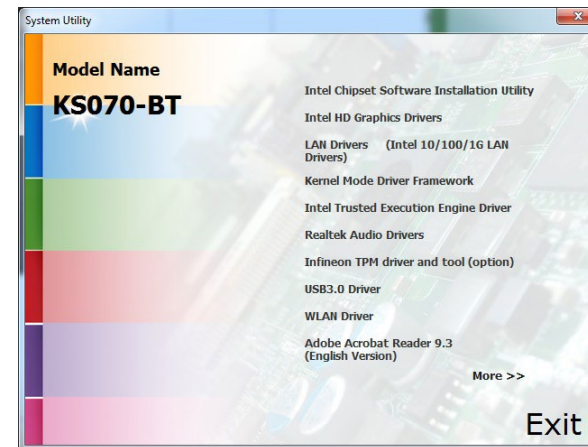 System Utility
Model Name
KS070-BT
Intel Chipset Software Installation Utility
Intel HD Graphics Drivers
LAN Drivers (Intel 10/100/1G LAN
Drivers)
Kernel Mode Driver Framework
Intel Trusted Execution Engine Driver
Realtek Audio Drivers
Infineon TPM driver and tool (option)
USB3.0 Driver
WLAN Driver
Adobe Acrobat Reader 9.3
(English Version)
More >>
Exit